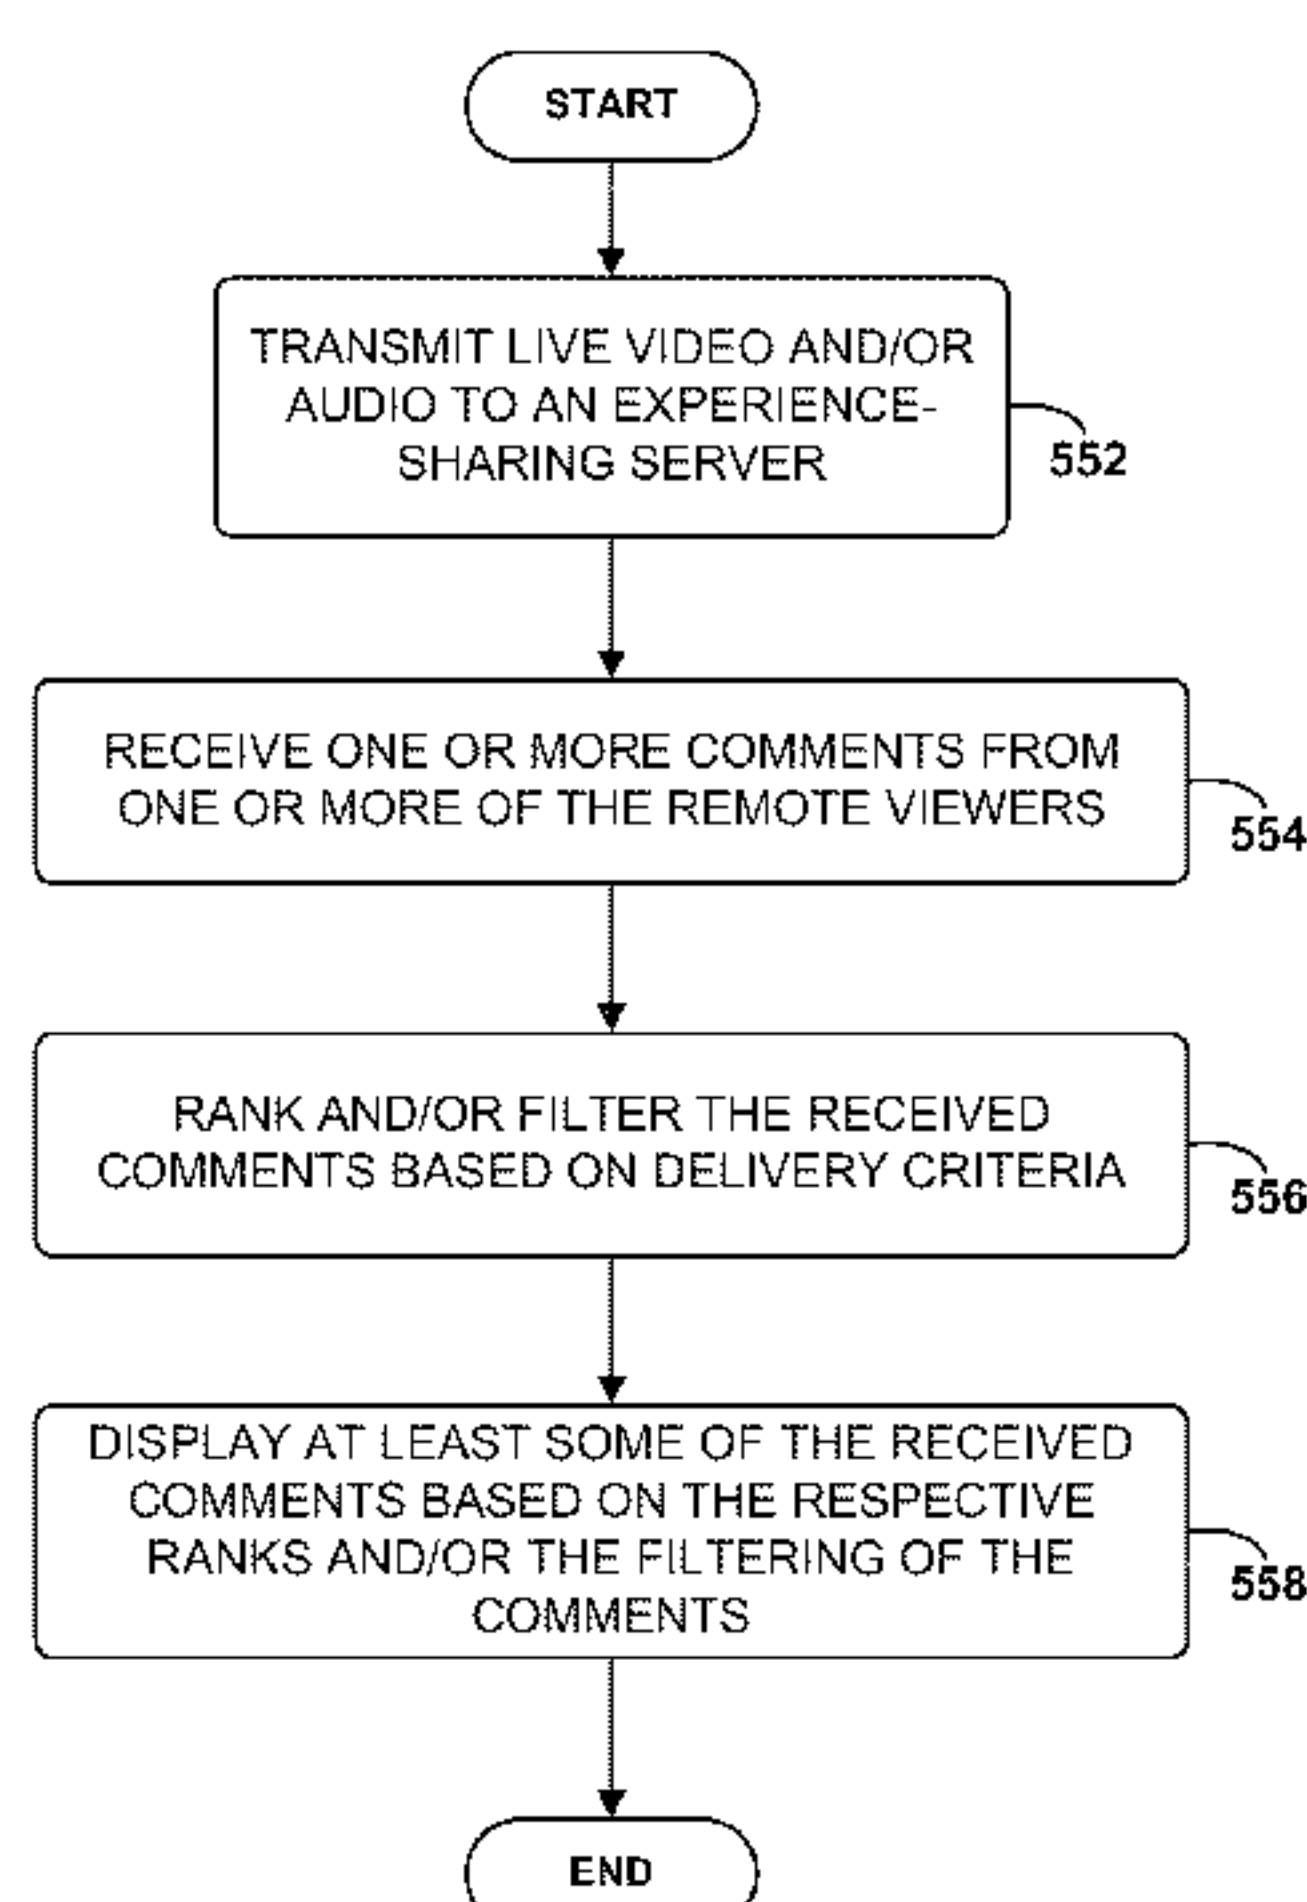 START
TRANSMIT LIVE VIDEO AND/OR
AUDIO TO AN EXPERIENCE-
SHARING SERVER
552
RECEIVE ONE OR MORE COMMENTS FROM
ONE OR MORE OF THE REMOTE VIEWERS
554
RANK AND/OR FILTER THE RECEIVED
COMMENTS BASED ON DELIVERY CRITERIA
556
DISPLAY AT LEAST SOME OF THE RECEIVED
COMMENTS BASED ON THE RESPECTIVE
RANKS AND/OR THE FILTERING OF THE
COMMENTS
558
END